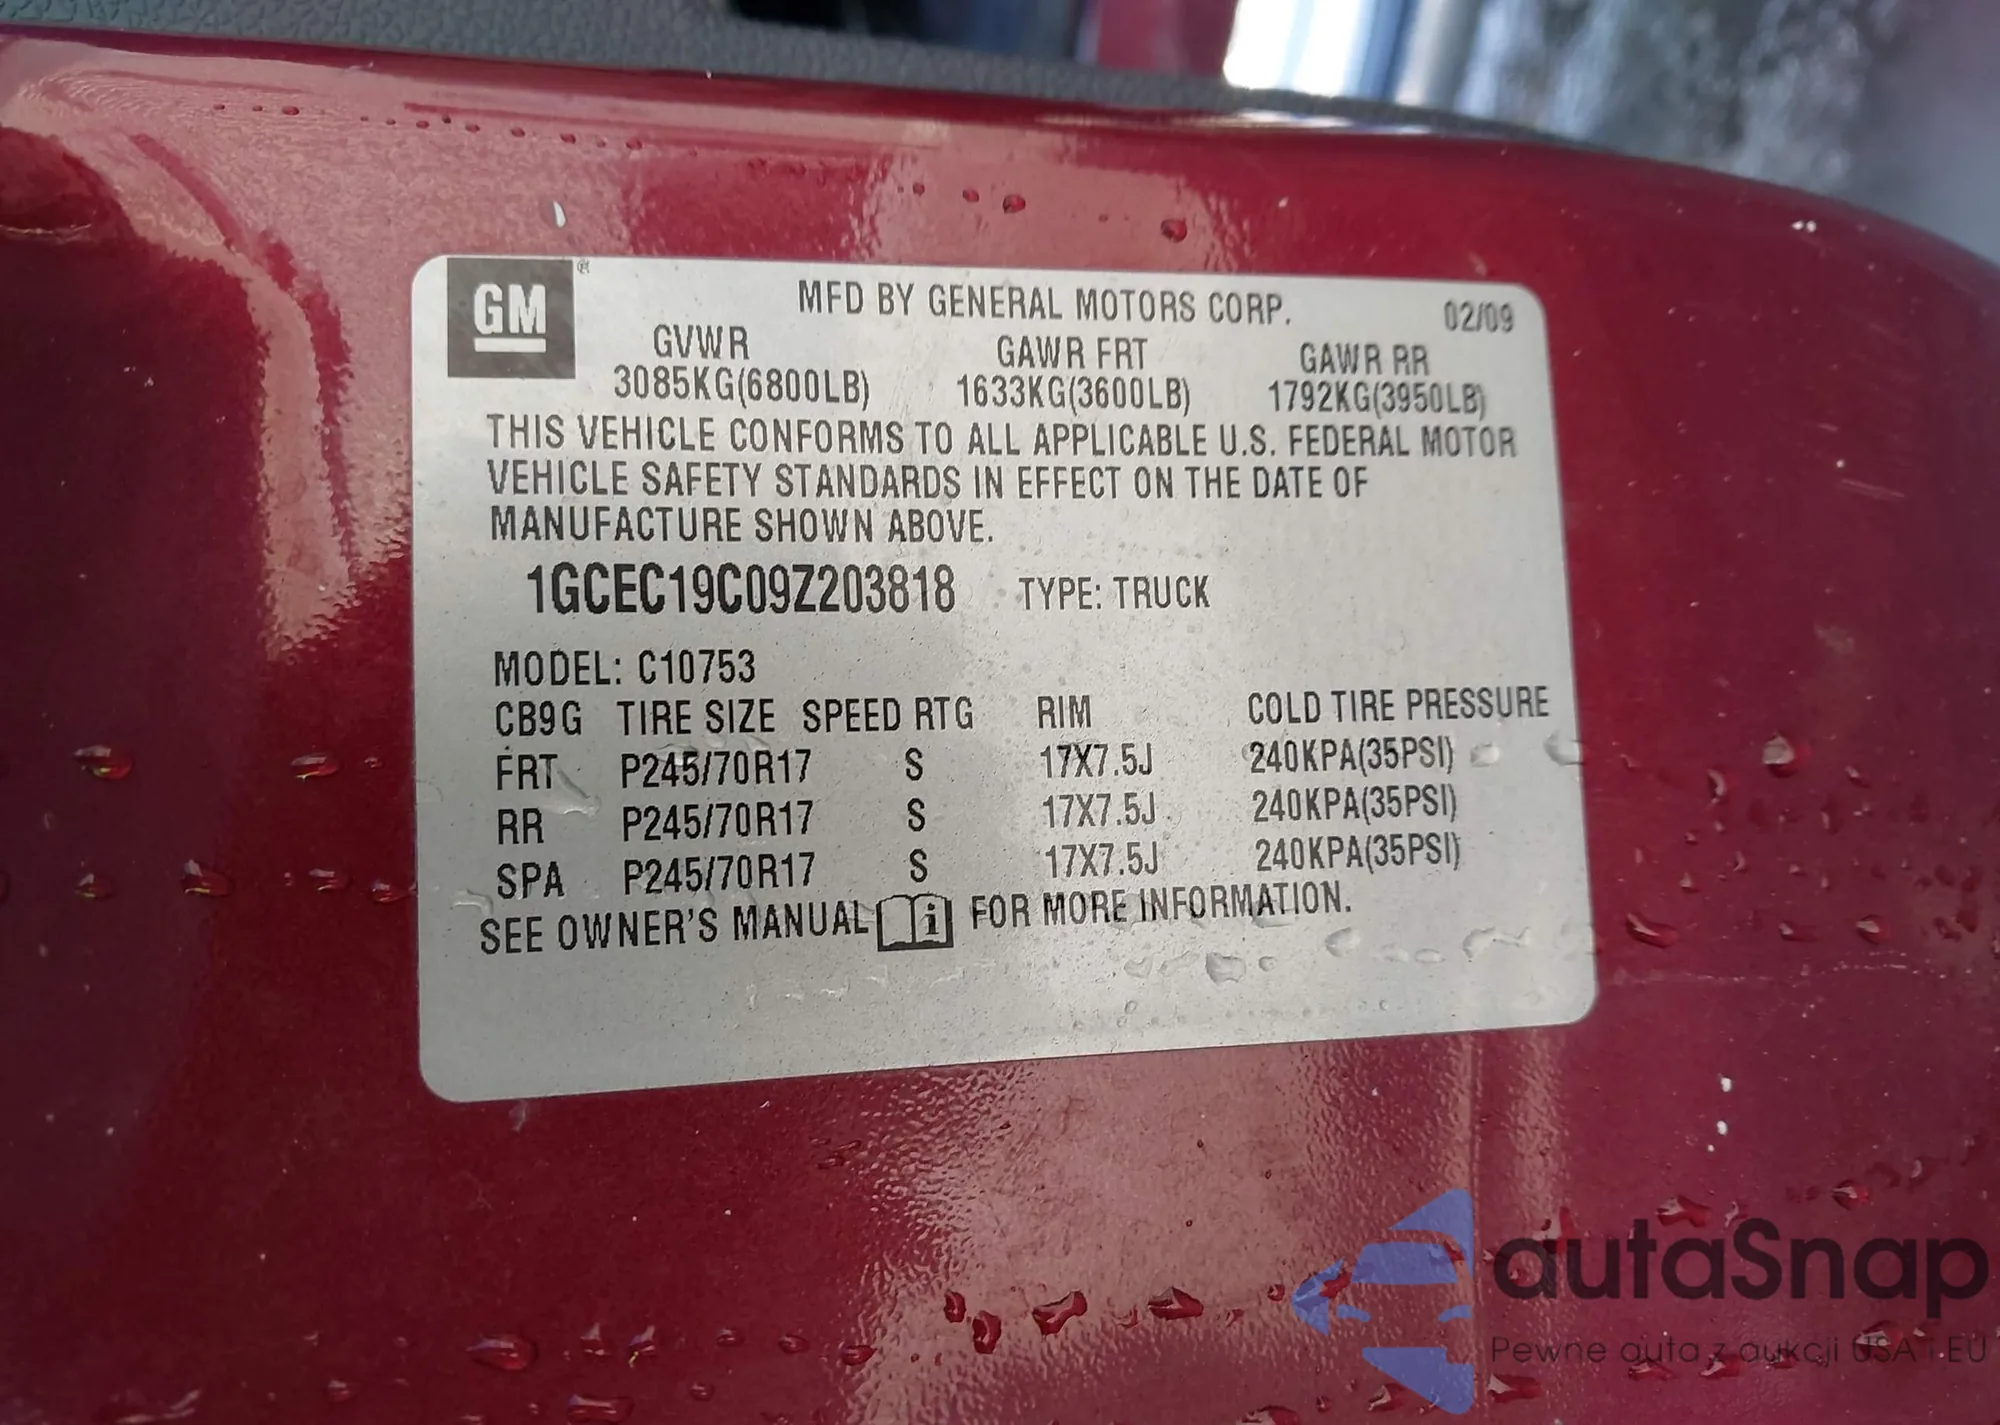 GM
MFD BY GENERAL MOTORS CORP. 02/09
GVWR GAWR FRT GAWR RR
3085KG(6800LB) 1633KG(3600LB) 1792KG(3950LB)
THIS VEHICLE CONFORMS TO ALL APPLICABLE U.S. FEDERAL MOTOR
VEHICLE SAFETY STANDARDS IN EFFECT ON THE DATE OF
MANUFACTURE SHOWN ABOVE.
1GCEC19C09Z203818 TYPE: TRUCK
MODEL: C10753
CB9G TIRE SIZE SPEED RTG RIM COLD TIRE PRESSURE
FRT P245/70R17 S 17X7.5J 240KPA(35PSI)
RR P245/70R17 S 17X7.5J 240KPA(35PSI)
SPA P245/70R17 S 17X7.5J 240KPA(35PSI)
SEE OWNER'S MANUAL i FOR MORE INFORMATION.
autaSnap
Pewne auta z aukcji USA i EU